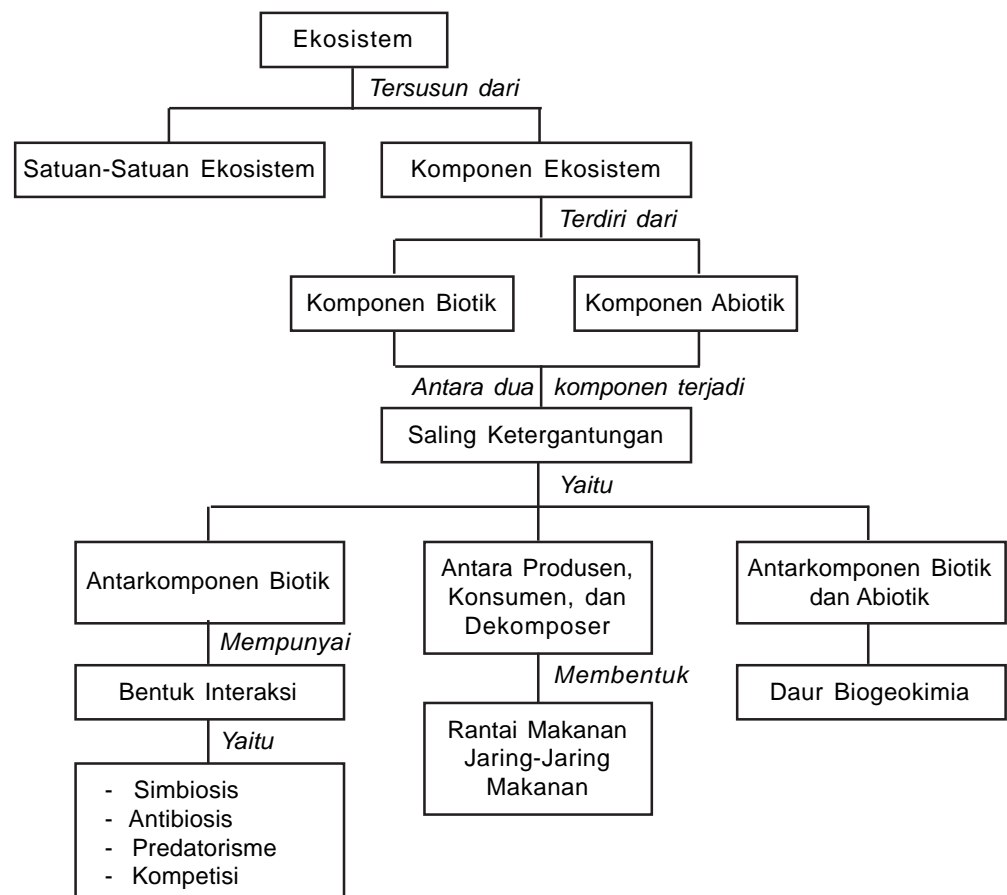 Ekosistem
Tersusun dari
Satuan-Satuan Ekosistem
Komponen Ekosistem
Terdiri dari
Komponen Biotik
Komponen Abiotik
Antara dua komponen terjadi
Saling Ketergantungan
Yaitu
Antarkomponen Biotik
Antara Produsen,
Konsumen, dan
Dekomposer
Antarkomponen Biotik
dan Abiotik
Mempunyai
Membentuk
Bentuk Interaksi
Rantai Makanan
Jaring-Jaring
Makanan
Daur Biogeokimia
Yaitu
- Simbiosis
- Antibiosis
- Predatorisme
- Kompetisi